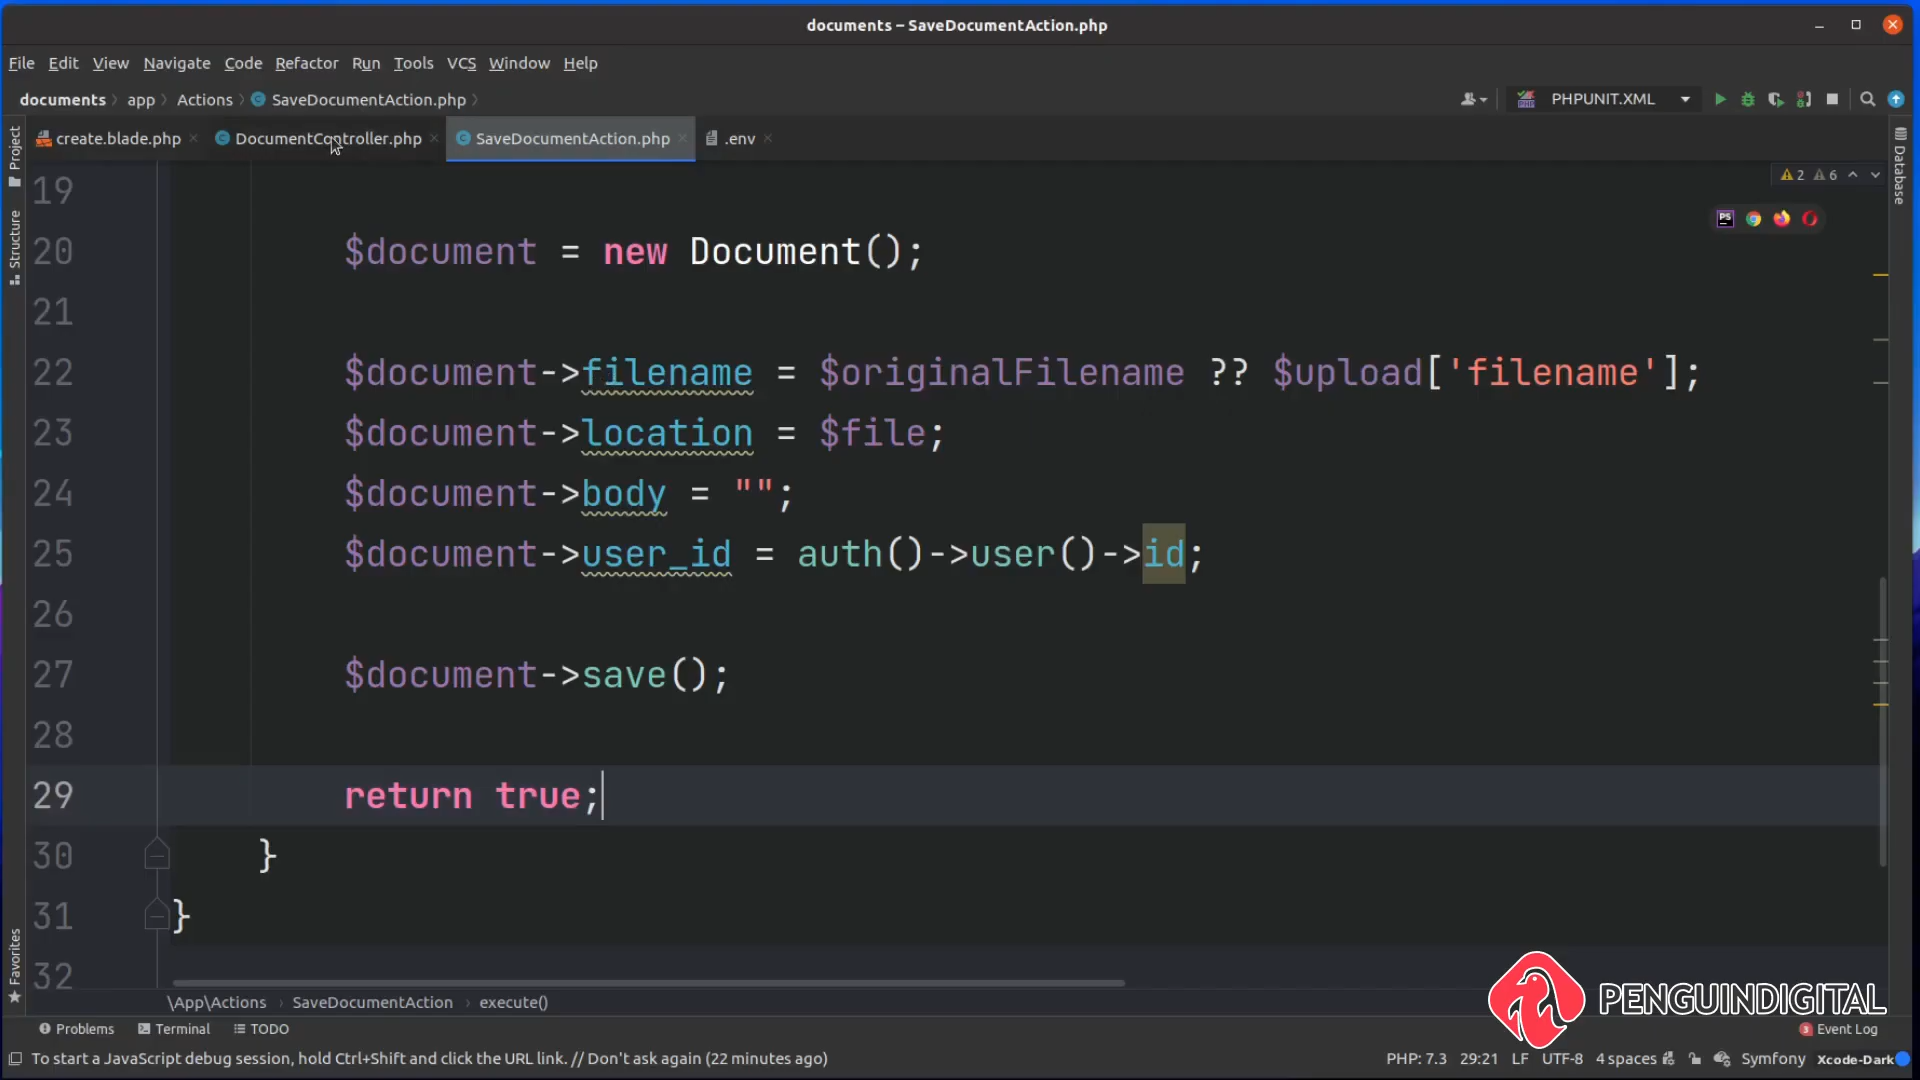 documents – SaveDocumentAction.php
File Edit View Navigate Code Refactor Run Tools VCS Window Help
documents app Actions SaveDocumentAction.php PHPUNIT.XML
create.blade.php DocumentController.php SaveDocumentAction.php .env
Project
Structure
Favorites
Database
2 6
PS
19
20 $document = new Document();
21
22 $document->filename = $originalFilename ?? $upload['filename'];
23 $document->location = $file;
24 $document->body = "";
25 $document->user_id = auth()->user()->id;
26
27 $document->save();
28
29 return true;
30 }
31 }
32
\App\Actions SaveDocumentAction execute()
PENGUINDIGITAL
Problems Terminal TODO 3 Event Log
To start a JavaScript debug session, hold Ctrl+Shift and click the URL link. // Don't ask again (22 minutes ago) PHP: 7.3 29:21 LF UTF-8 4 spaces Symfony Xcode-Dark